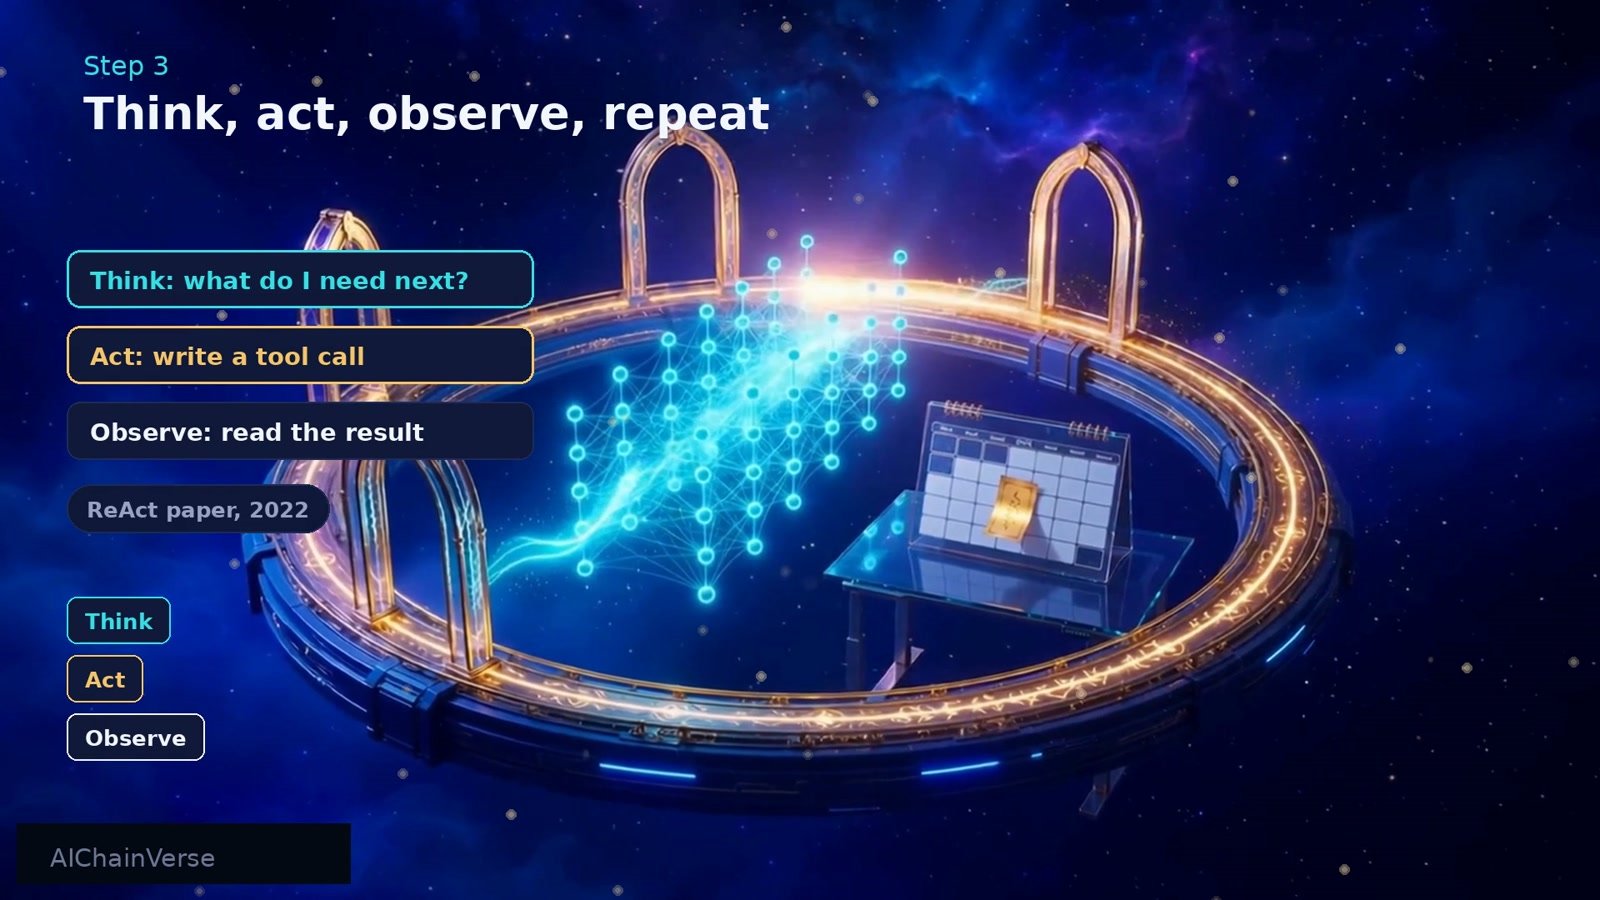 Step 3
Think, act, observe, repeat
Think: what do I need next?
Act: write a tool call
Observe: read the result
ReAct paper, 2022
Think
Act
Observe
AIChainVerse